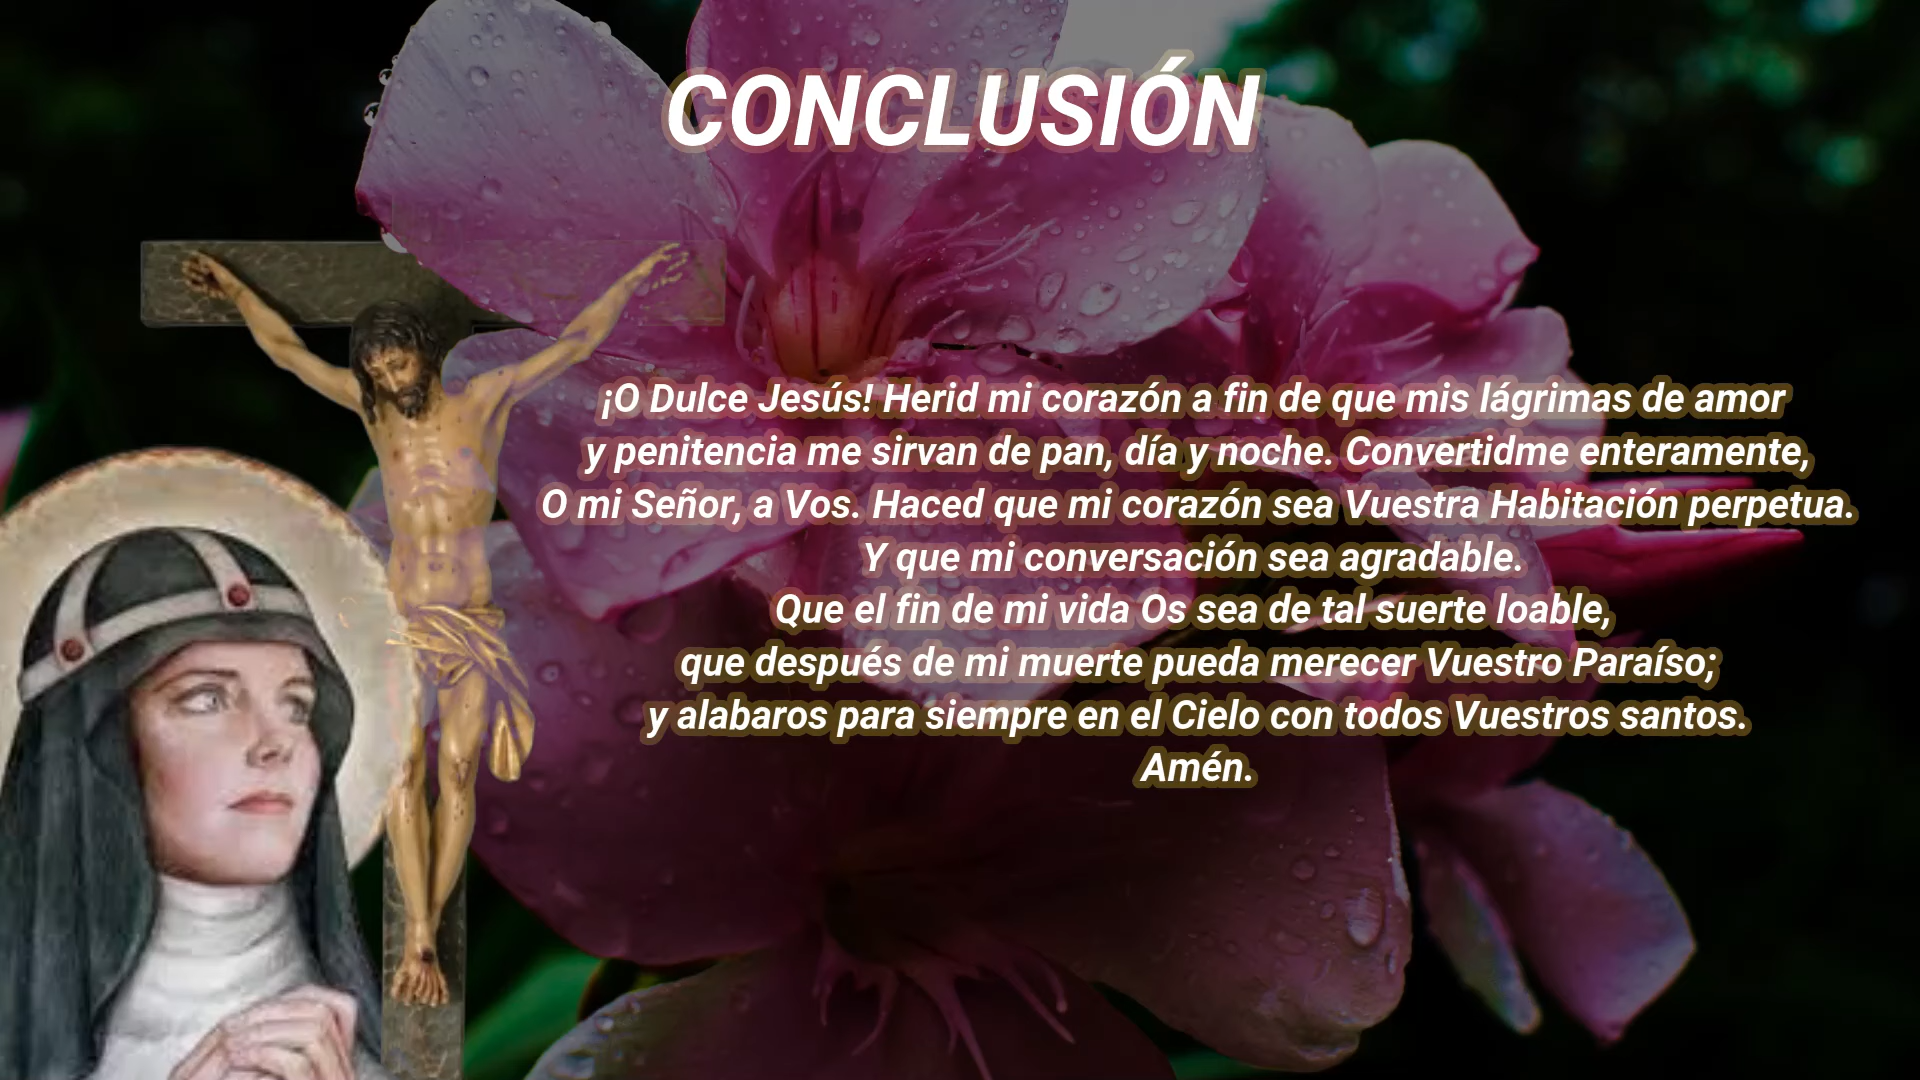 CONCLUSIÓN
¡O Dulce Jesús! Herid mi corazón a fin de que mis lágrimas de amor
y penitencia me sirvan de pan, día y noche. Convertidme enteramente,
O mi Señor, a Vos. Haced que mi corazón sea Vuestra Habitación perpetua.
Y que mi conversación sea agradable.
Que el fin de mi vida Os sea de tal suerte loable,
que después de mi muerte pueda merecer Vuestro Paraíso;
y alabaros para siempre en el Cielo con todos Vuestros santos.
Amén.